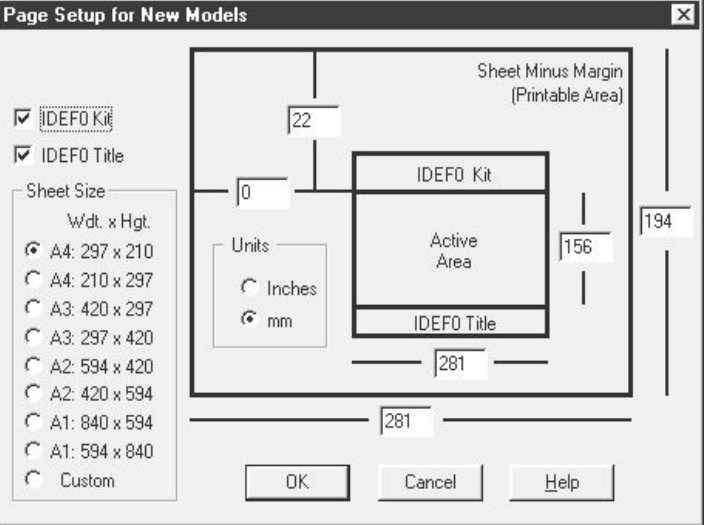 Page Setup for New Models
Sheet Minus Margin
(Printable Area)
IDEF0 Kit
IDEF0 Title
22
0
IDEF0 Kit
Active
Area
IDEF0 Title
194
156
281
281
Sheet Size
Wdt. x Hgt.
A4: 297 x 210
A4: 210 x 297
A3: 420 x 297
A3: 297 x 420
A2: 594 x 420
A2: 420 x 594
A1: 840 x 594
A1: 594 x 840
Custom
Units
Inches
mm
OK
Cancel
Help